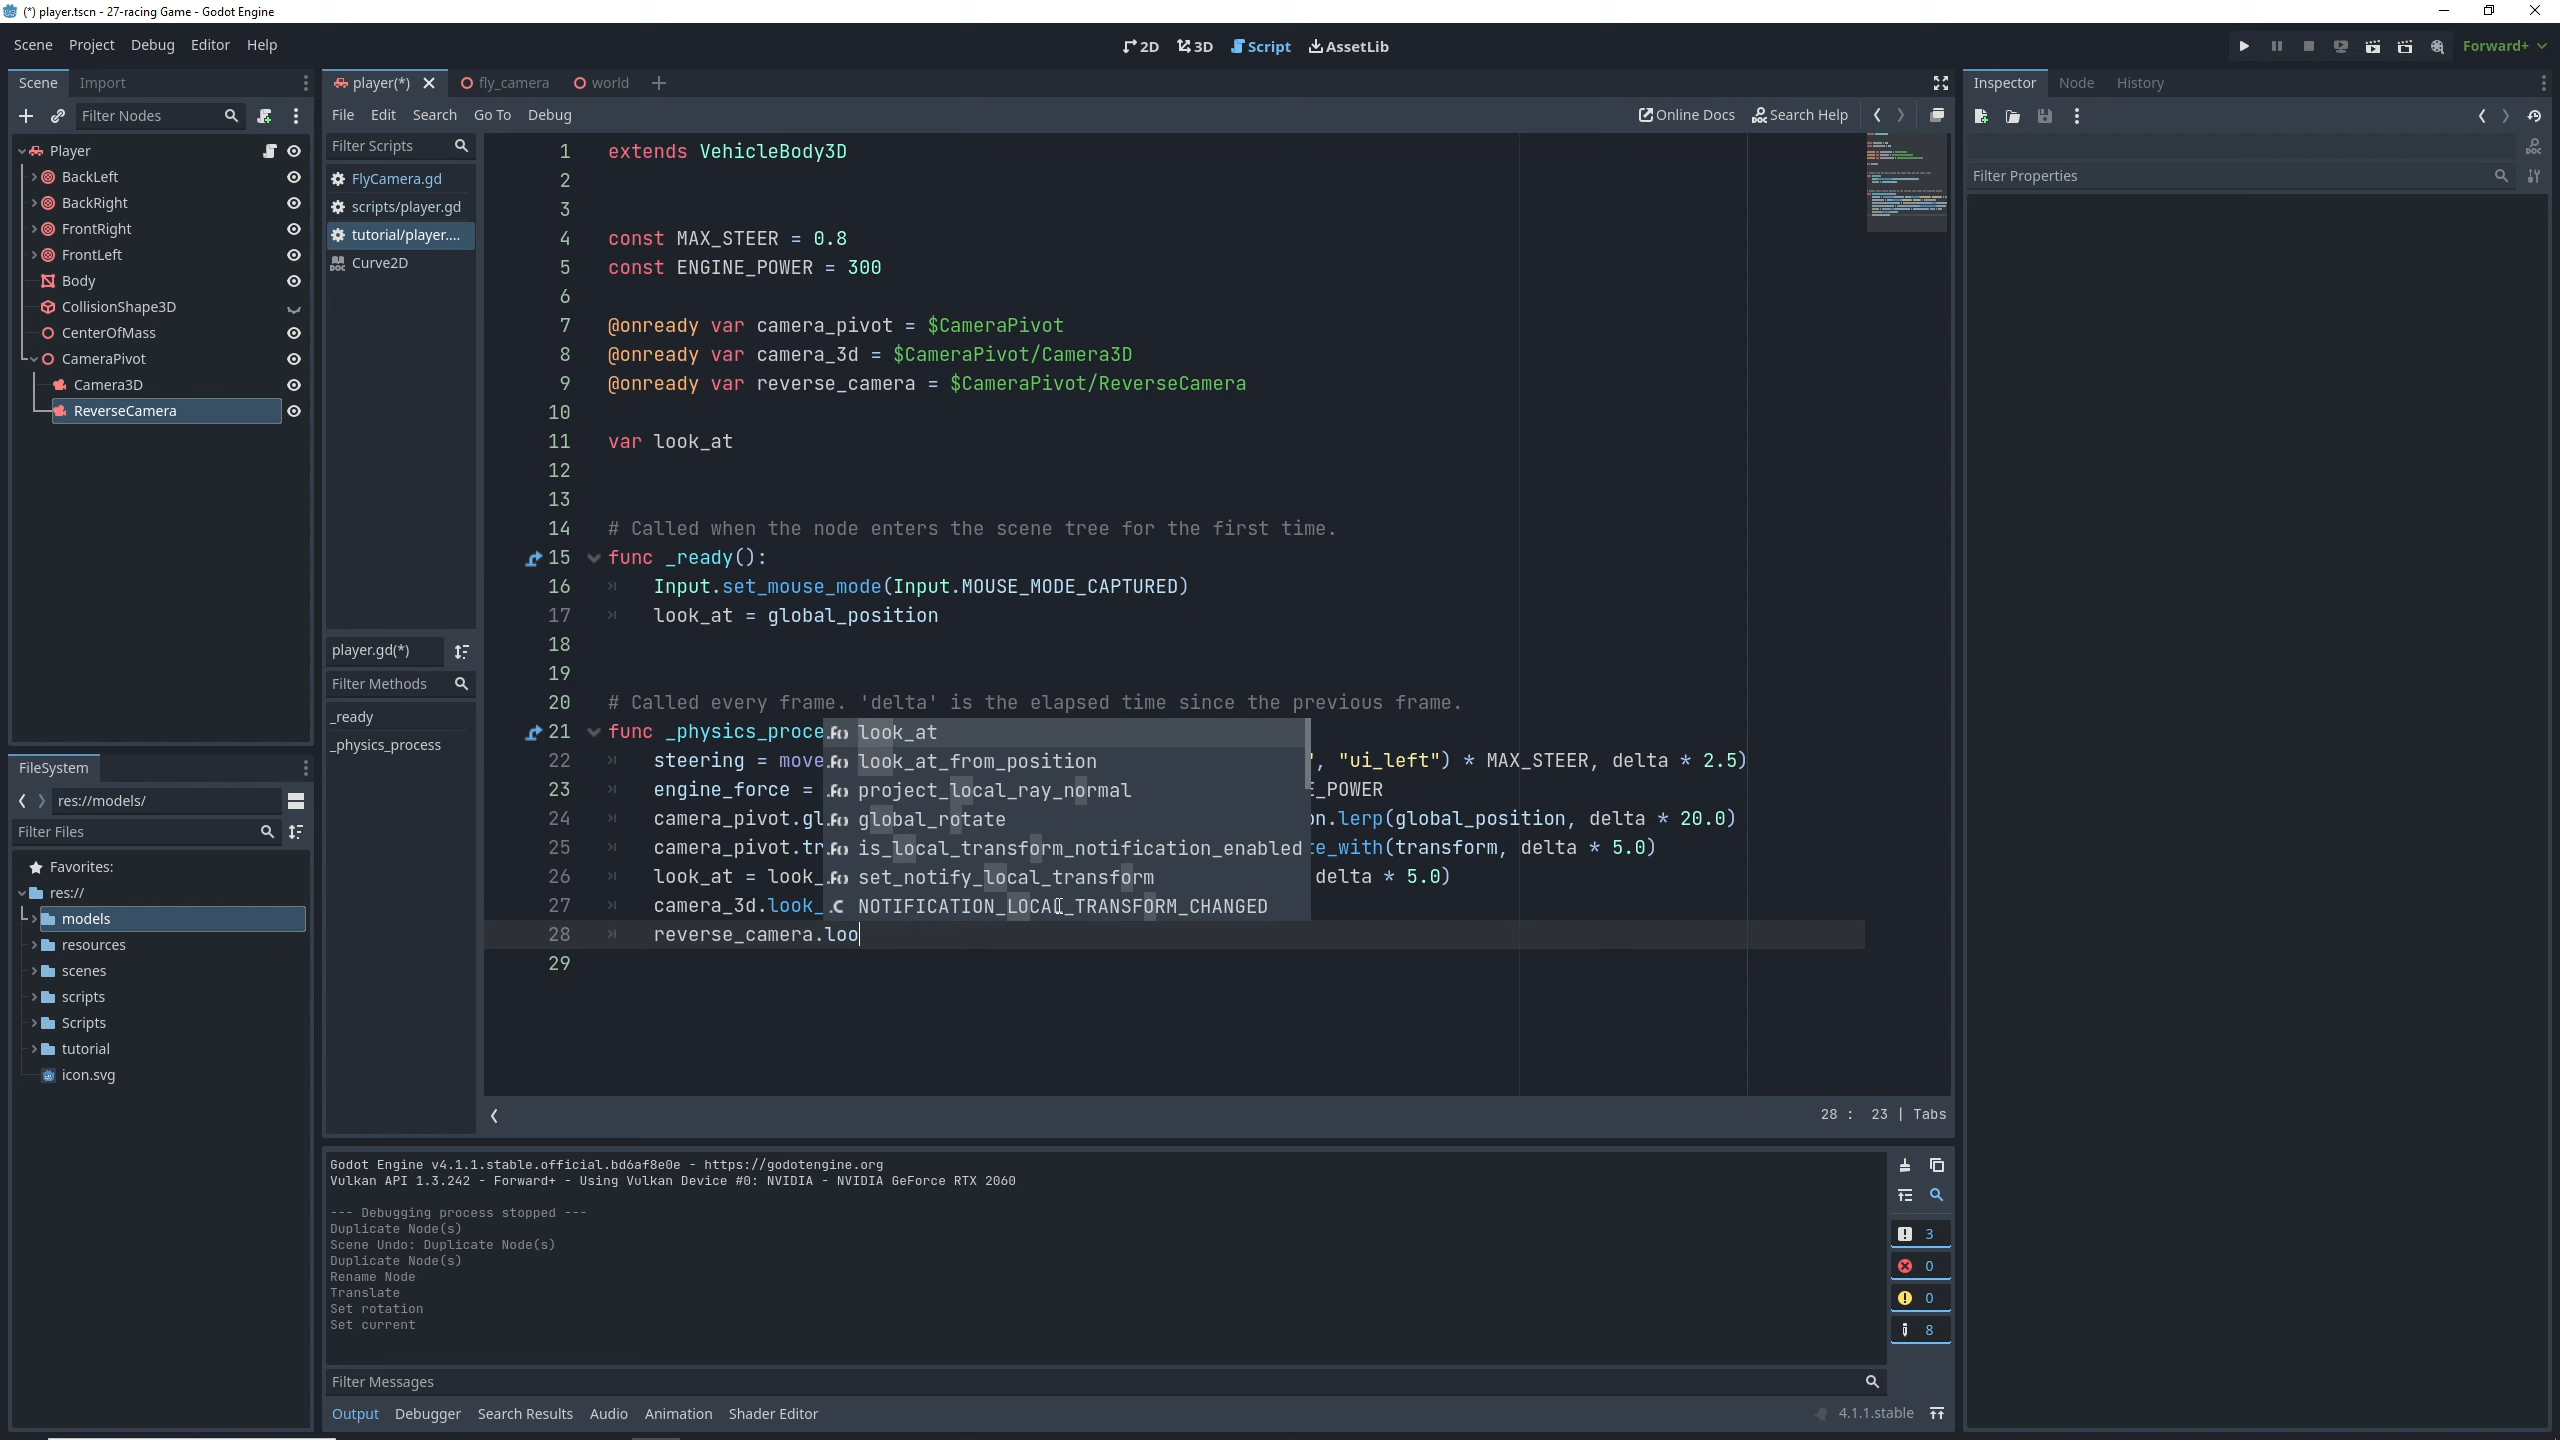 (*) player.tscn - 27-racing Game - Godot Engine
Scene Project Debug Editor Help
2D 3D Script AssetLib
Forward+
Scene Import
Filter Nodes
Player
BackLeft
BackRight
FrontRight
FrontLeft
Body
CollisionShape3D
CenterOfMass
CameraPivot
Camera3D
ReverseCamera
FileSystem
res://models/
Filter Files
Favorites:
res://
models
resources
scenes
scripts
Scripts
tutorial
icon.svg
player(*) fly_camera world
File Edit Search Go To Debug
Online Docs Search Help
Filter Scripts
FlyCamera.gd
scripts/player.gd
tutorial/player....
Curve2D
player.gd(*)
Filter Methods
_ready
_physics_process
1 extends VehicleBody3D
2
3
4 const MAX_STEER = 0.8
5 const ENGINE_POWER = 300
6
7 @onready var camera_pivot = $CameraPivot
8 @onready var camera_3d = $CameraPivot/Camera3D
9 @onready var reverse_camera = $CameraPivot/ReverseCamera
10
11 var look_at
12
13
14 # Called when the node enters the scene tree for the first time.
15 func _ready():
16 Input.set_mouse_mode(Input.MOUSE_MODE_CAPTURED)
17 look_at = global_position
18
19
20 # Called every frame. 'delta' is the elapsed time since the previous frame.
21 func _physics_proce
22 steering = move ", "ui_left") * MAX_STEER, delta * 2.5)
23 engine_force = E_POWER
24 camera_pivot.gl on.lerp(global_position, delta * 20.0)
25 camera_pivot.tr te_with(transform, delta * 5.0)
26 look_at = look_ delta * 5.0)
27 camera_3d.look_
28 reverse_camera.loo
29
look_at
look_at_from_position
project_local_ray_normal
global_rotate
is_local_transform_notification_enabled
set_notify_local_transform
.C NOTIFICATION_LOCAL_TRANSFORM_CHANGED
28 : 23 | Tabs
Godot Engine v4.1.1.stable.official.bd6af8e0e - https://godotengine.org
Vulkan API 1.3.242 - Forward+ - Using Vulkan Device #0: NVIDIA - NVIDIA GeForce RTX 2060
--- Debugging process stopped ---
Duplicate Node(s)
Scene Undo: Duplicate Node(s)
Duplicate Node(s)
Rename Node
Translate
Set rotation
Set current
3
0
0
8
Filter Messages
Output Debugger Search Results Audio Animation Shader Editor
4.1.1.stable
Inspector Node History
Filter Properties